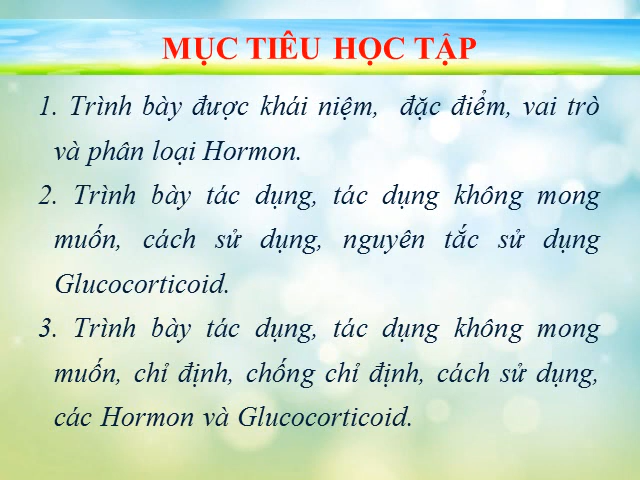 MỤC TIÊU HỌC TẬP
1. Trình bày được khái niệm, đặc điểm, vai trò
và phân loại Hormon.
2. Trình bày tác dụng, tác dụng không mong
muốn, cách sử dụng, nguyên tắc sử dụng
Glucocorticoid.
3. Trình bày tác dụng, tác dụng không mong
muốn, chỉ định, chống chỉ định, cách sử dụng,
các Hormon và Glucocorticoid.